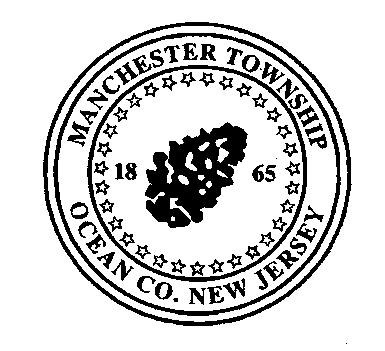 MANCHESTER TOWNSHIP
18 65
OCEAN CO. NEW JERSEY